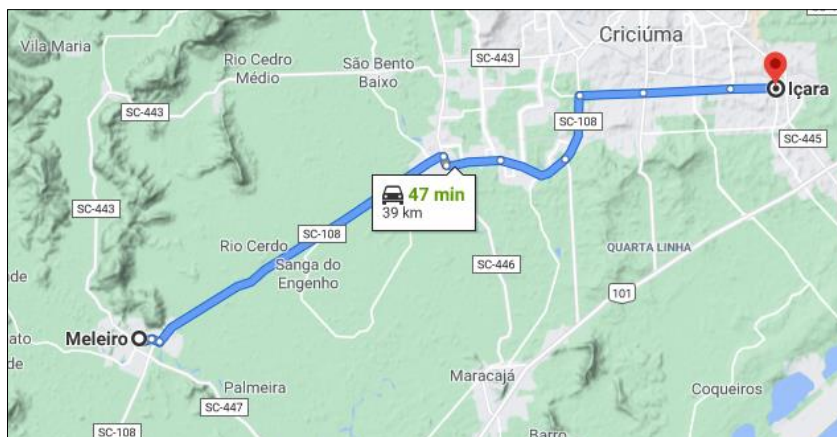 Criciúma
Vila Maria
Rio Cedro
Médio
São Bento
Baixo
SC-443
Içara
SC-443
SC-108
SC-445
47 min
39 km
SC-443
SC-108
Rio Cerdo
Sanga do
Engenho
QUARTA LINHA
SC-446
101
Meleiro
Maracajá
Palmeira
Coqueiros
SC-447
SC-108
Barro
ato
de
de